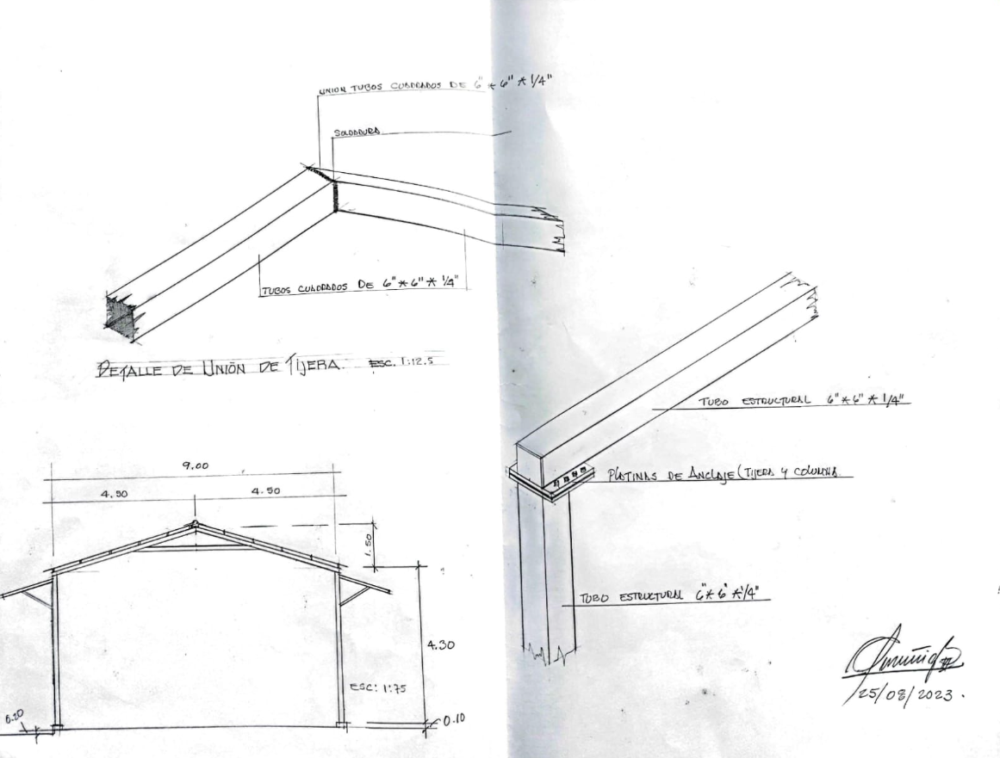 UNION TUBOS CUADRADOS DE 6" * 6" * 1/4"
SOLDADURA
TUBOS CUADRADOS DE 6" * 6" * 1/4"
DETALLE DE UNIÓN DE TIJERA. ESC. 1:12.5
TUBO ESTRUCTURAL 6" * 6" * 1/4"
PLATINAS DE ANCLAJE (TIJERA Y COLUMNA
TUBO ESTRUCTURAL 6" * 6" * 1/4"
9.00
4.50 4.50
1.50
4.30
ESC: 1:75
0.20
0.10
25/08/2023.